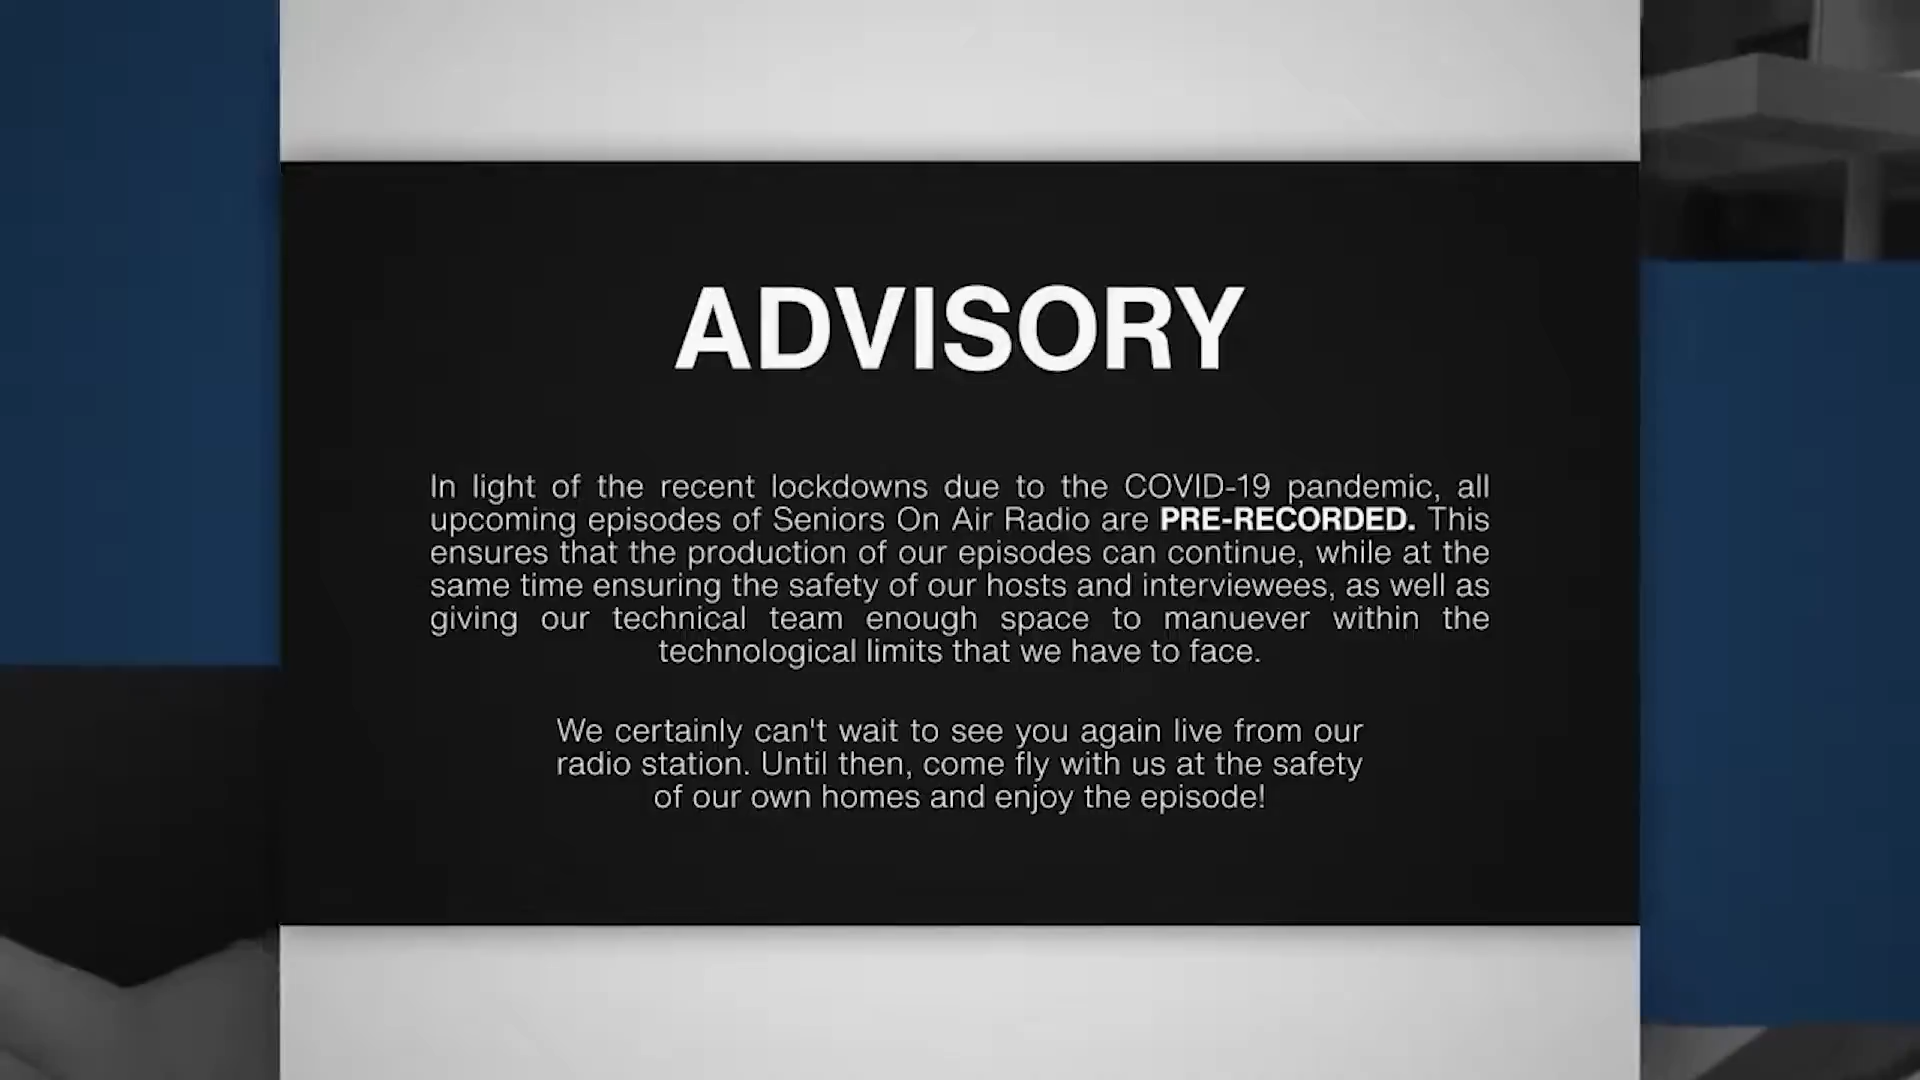 ADVISORY
In light of the recent lockdowns due to the COVID-19 pandemic, all
upcoming episodes of Seniors On Air Radio are PRE-RECORDED. This
ensures that the production of our episodes can continue, while at the
same time ensuring the safety of our hosts and interviewees, as well as
giving our technical team enough space to manuever within the
technological limits that we have to face.
We certainly can't wait to see you again live from our
radio station. Until then, come fly with us at the safety
of our own homes and enjoy the episode!